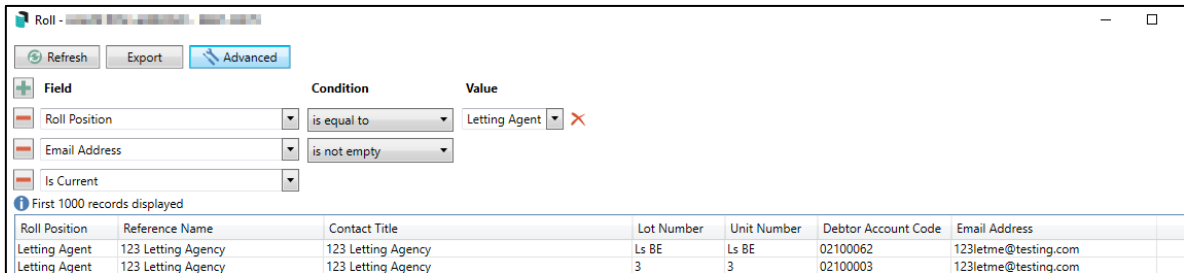 Roll -
Refresh Export Advanced
Field Condition Value
Roll Position is equal to Letting Agent
Email Address is not empty
Is Current
First 1000 records displayed
Roll Position Reference Name Contact Title Lot Number Unit Number Debtor Account Code Email Address
Letting Agent 123 Letting Agency 123 Letting Agency Ls BE Ls BE 02100062 123letme@testing.com
Letting Agent 123 Letting Agency 123 Letting Agency 3 3 02100003 123letme@testing.com